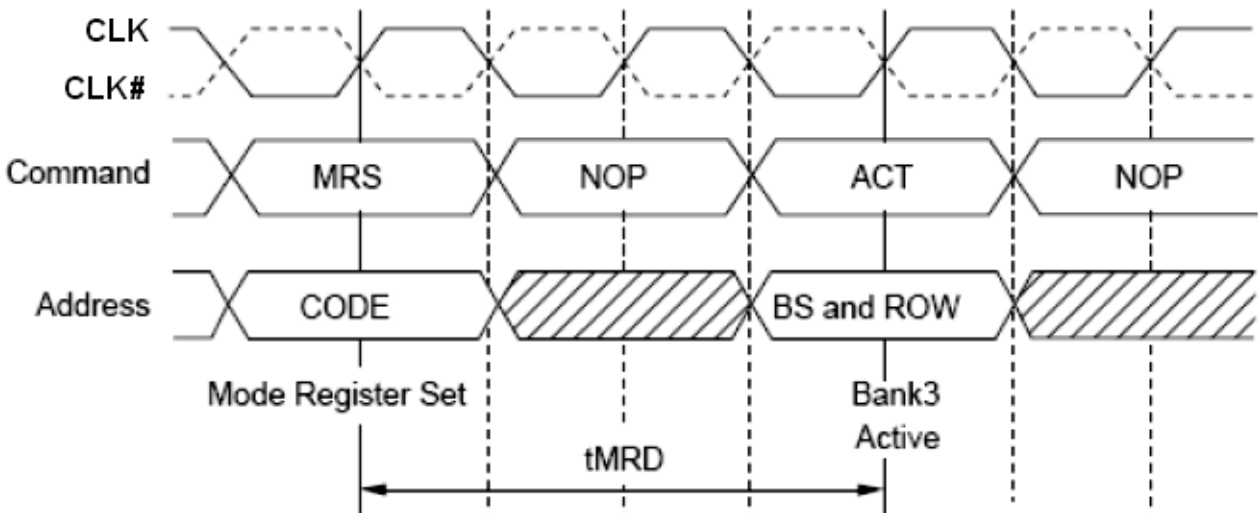 CLK
CLK#
Command MRS NOP ACT NOP
Address CODE BS and ROW
Mode Register Set Bank3
Active
tMRD